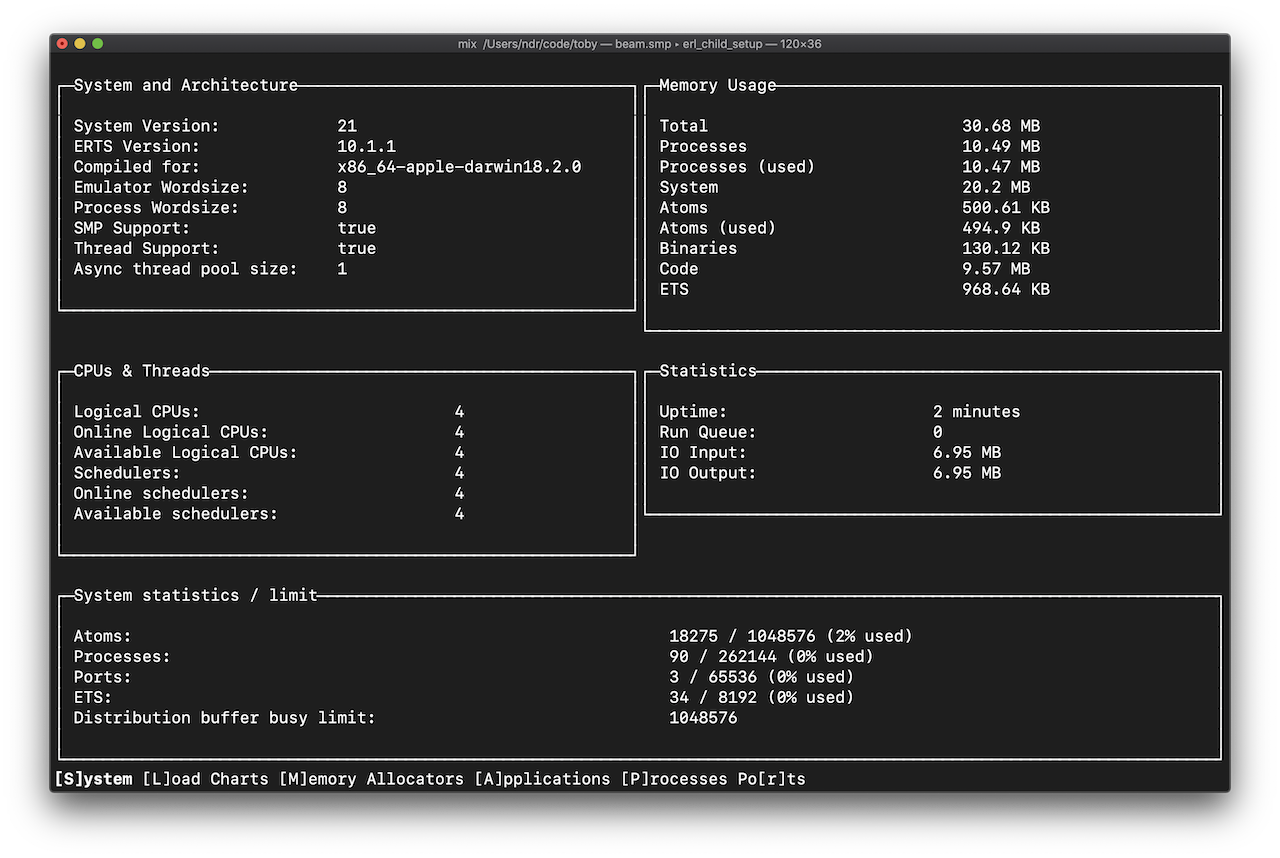 mix /Users/ndr/code/toby — beam.smp ▸ erl_child_setup — 120×36
System and Architecture
System Version: 21
ERTS Version: 10.1.1
Compiled for: x86_64-apple-darwin18.2.0
Emulator Wordsize: 8
Process Wordsize: 8
SMP Support: true
Thread Support: true
Async thread pool size: 1
Memory Usage
Total 30.68 MB
Processes 10.49 MB
Processes (used) 10.47 MB
System 20.2 MB
Atoms 500.61 KB
Atoms (used) 494.9 KB
Binaries 130.12 KB
Code 9.57 MB
ETS 968.64 KB
CPUs & Threads
Logical CPUs: 4
Online Logical CPUs: 4
Available Logical CPUs: 4
Schedulers: 4
Online schedulers: 4
Available schedulers: 4
Statistics
Uptime: 2 minutes
Run Queue: 0
IO Input: 6.95 MB
IO Output: 6.95 MB
System statistics / limit
Atoms: 18275 / 1048576 (2% used)
Processes: 90 / 262144 (0% used)
Ports: 3 / 65536 (0% used)
ETS: 34 / 8192 (0% used)
Distribution buffer busy limit: 1048576
[S]ystem [L]oad Charts [M]emory Allocators [A]pplications [P]rocesses Po[r]ts